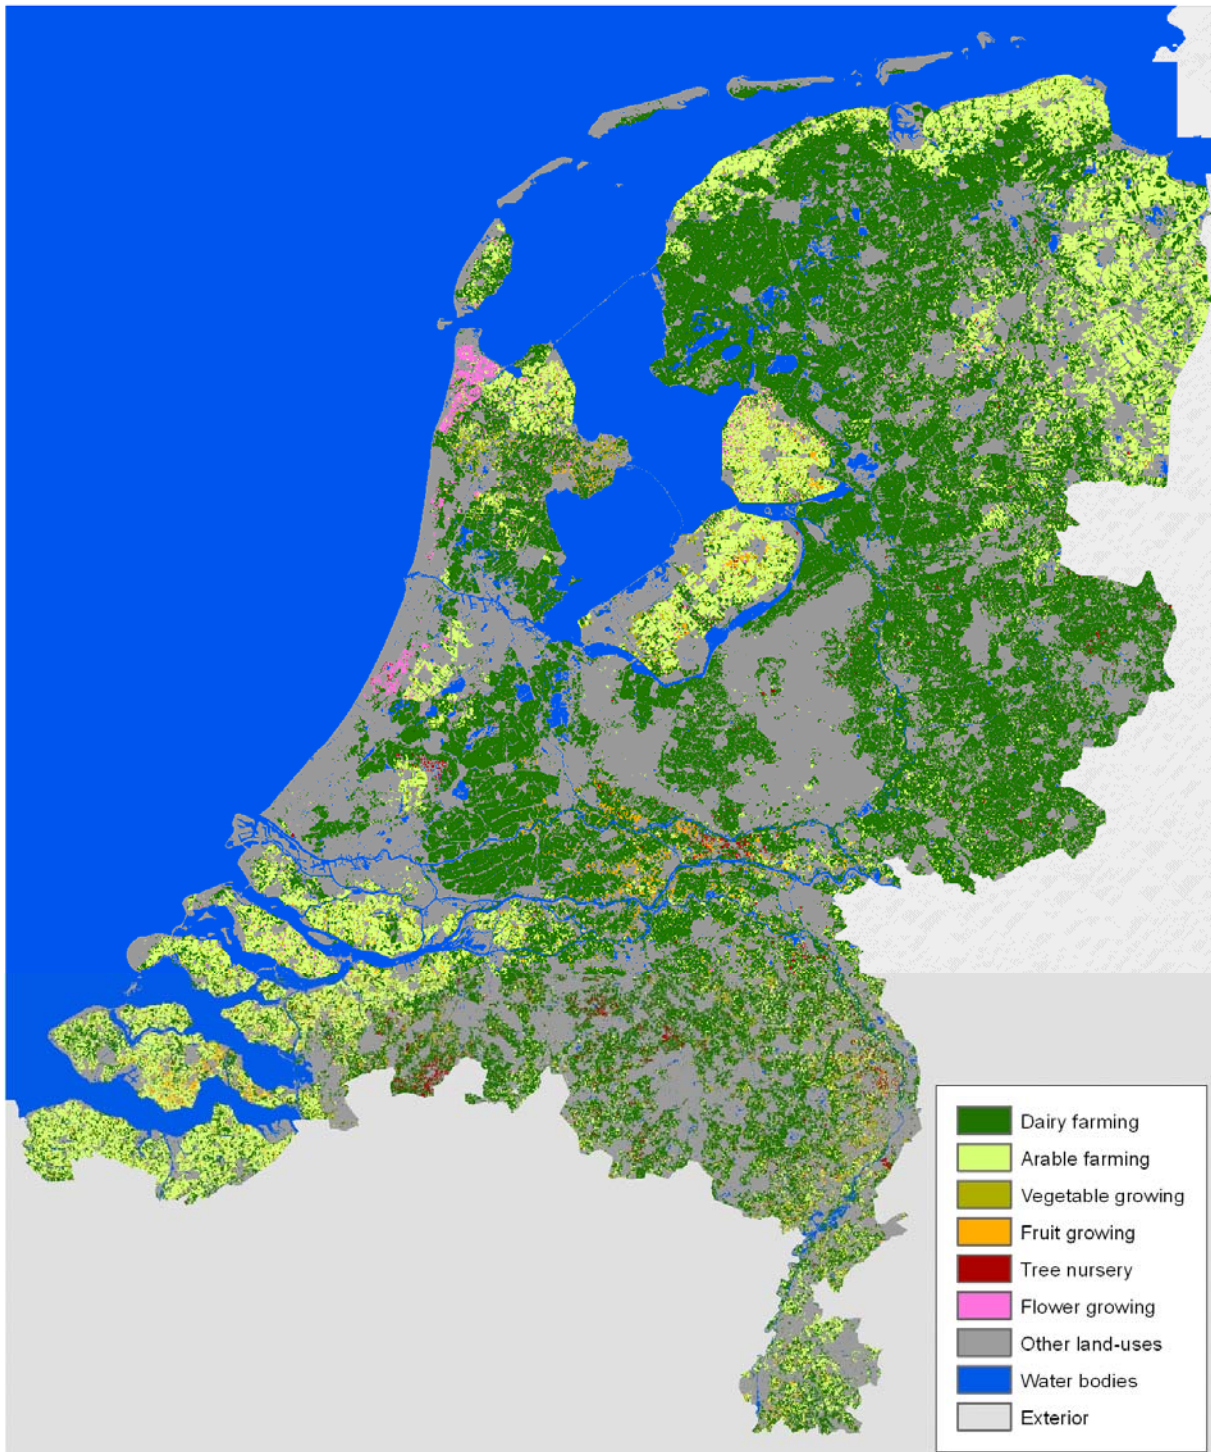 Dairy farming
Arable farming
Vegetable growing
Fruit growing
Tree nursery
Flower growing
Other land-uses
Water bodies
Exterior